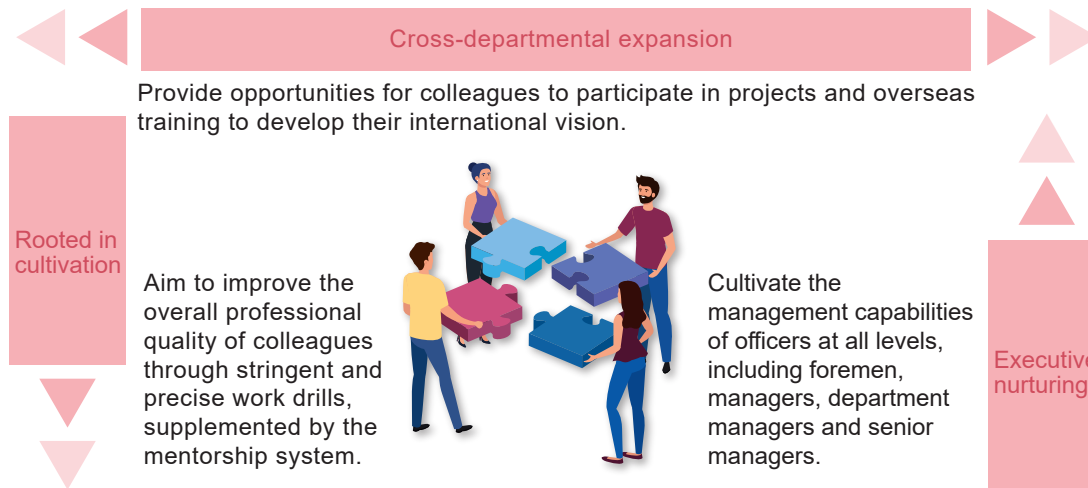 Cross-departmental expansion
Provide opportunities for colleagues to participate in projects and overseas
training to develop their international vision.
Rooted in
cultivation
Aim to improve the
overall professional
quality of colleagues
through stringent and
precise work drills,
supplemented by the
mentorship system.
Cultivate the
management capabilities
of officers at all levels,
including foremen,
managers, department
managers and senior
managers.
Executive
nurturing